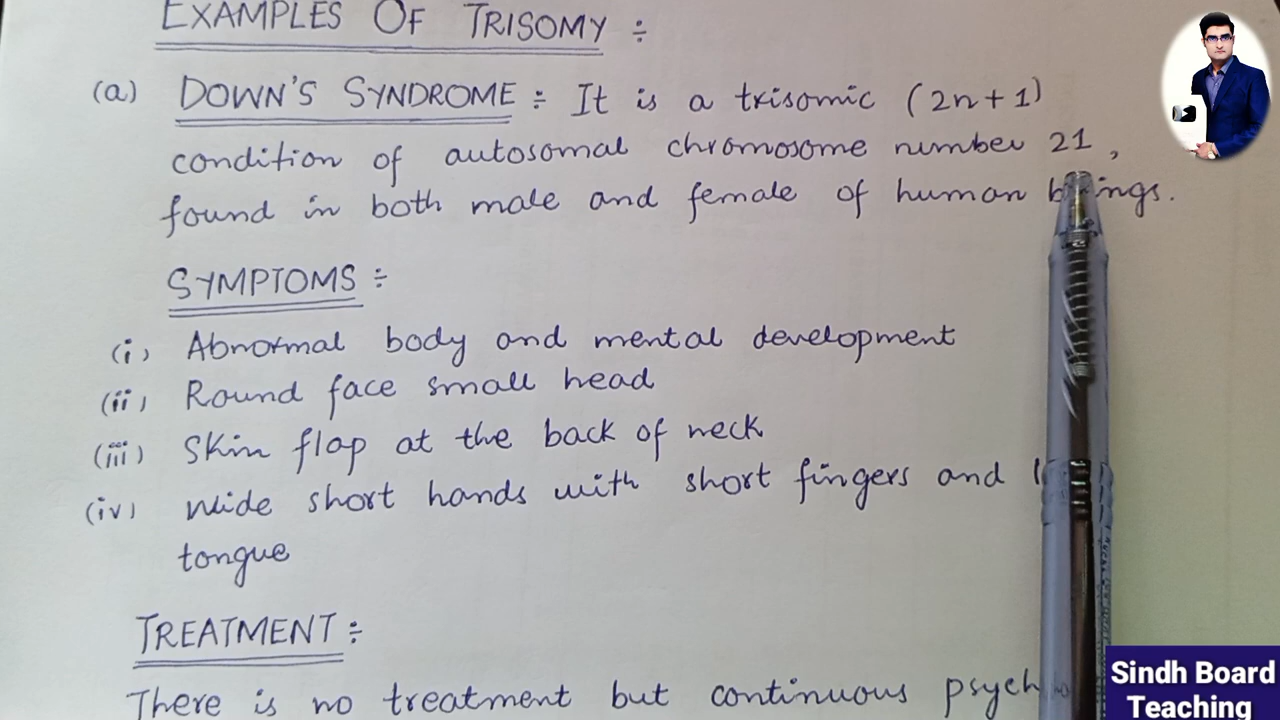 EXAMPLES OF TRISOMY ÷
(a) DOWN'S SYNDROME ÷ It is a trisomic (2n+1)
condition of autosomal chromosome number 21,
found in both male and female of human
SYMPTOMS ÷
(i) Abnormal body and mental development
(ii) Round face small head
(iii) Skin flap at the back of neck
(iv) Wide short hands with short fingers and
tongue
TREATMENT ÷
There is no treatment but continuous
Sindh Board
Teaching